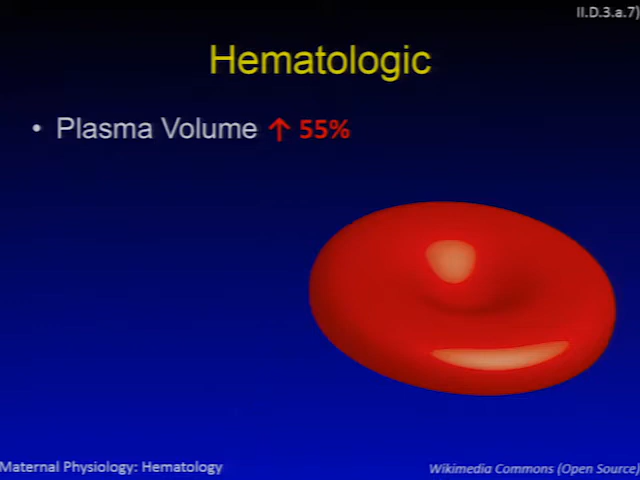 II.D.3.a.7)
Hematologic
• Plasma Volume ↑ 55%
Maternal Physiology: Hematology
Wikimedia Commons (Open Source)